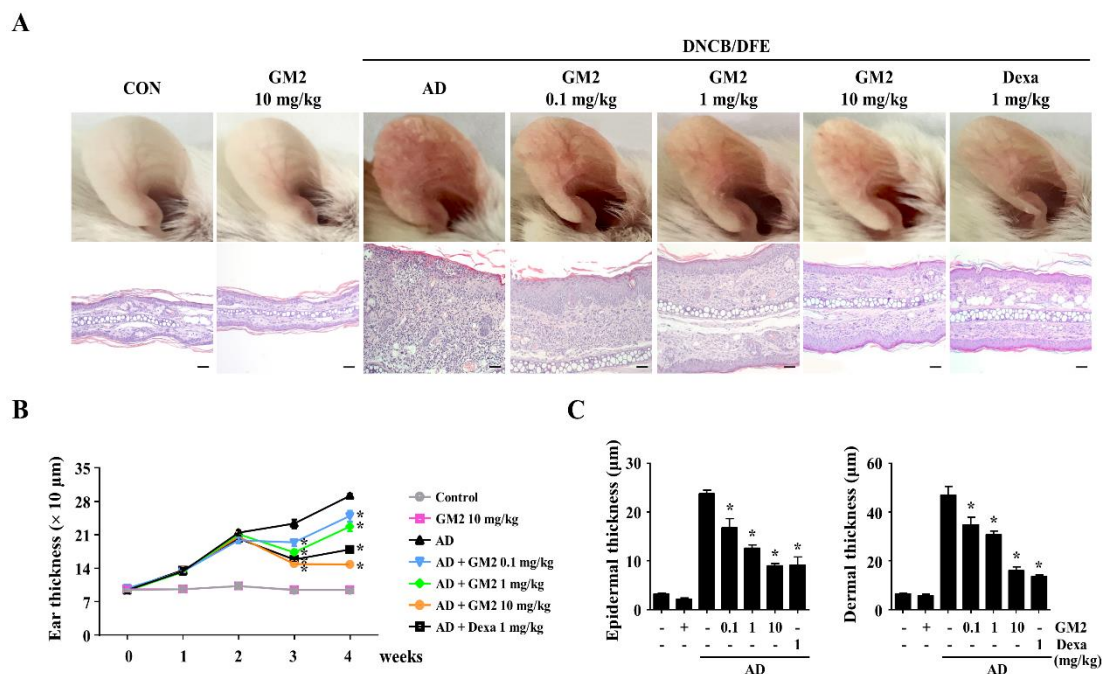 A
DNCB/DFE
CON
GM2
10 mg/kg
AD
GM2
0.1 mg/kg
GM2
1 mg/kg
GM2
10 mg/kg
Dexa
1 mg/kg
B
Ear thickness (× 10 µm)
35
28
21
14
7
0
0 1 2 3 4
weeks
* * * * * * * *
Control
GM2 10 mg/kg
AD
AD + GM2 0.1 mg/kg
AD + GM2 1 mg/kg
AD + GM2 10 mg/kg
AD + Dexa 1 mg/kg
C
Epidermal thickness (µm)
30
20
10
0
* * * *
- + - 0.1 1 10 -
- - - - - - 1
AD
Dermal thickness (µm)
60
40
20
0
* * * *
- + - 0.1 1 10 - GM2
- - - - - - 1 Dexa
(mg/kg)
AD